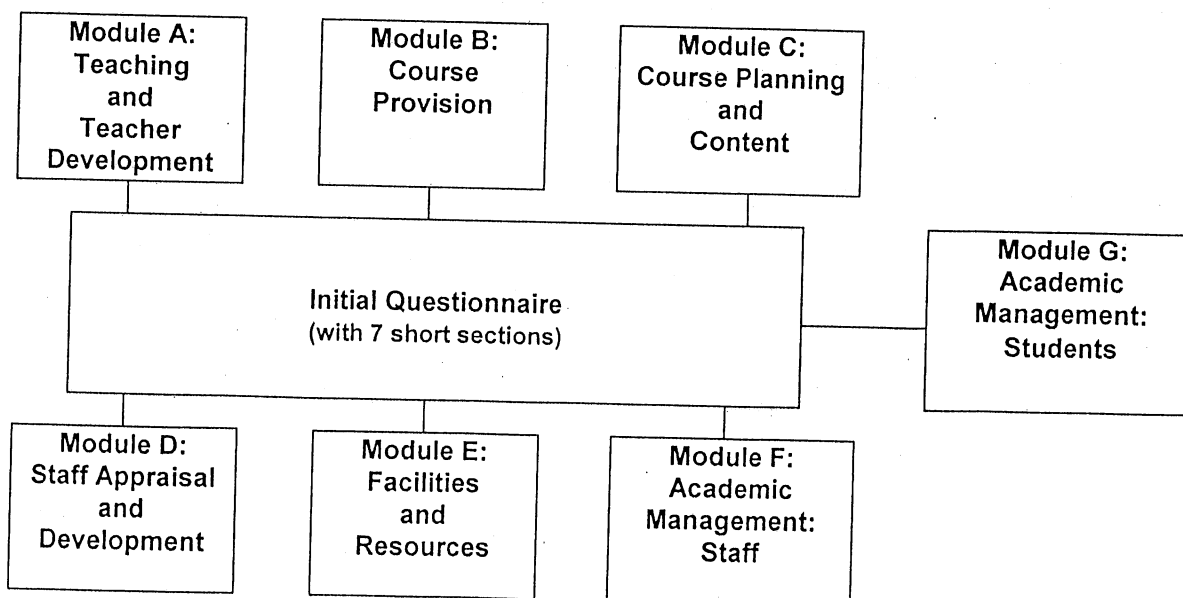 Module A:
Teaching
and
Teacher
Development
Module B:
Course
Provision
Module C:
Course Planning
and
Content
Initial Questionnaire
(with 7 short sections)
Module G:
Academic
Management:
Students
Module D:
Staff Appraisal
and
Development
Module E:
Facilities
and
Resources
Module F:
Academic
Management:
Staff